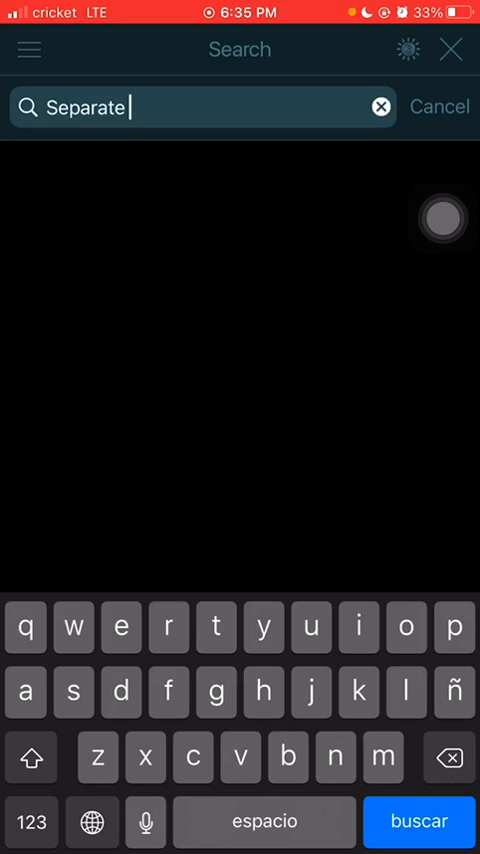 cricket LTE 6:35 PM 33%
Search
Separate Cancel
q w e r t y u i o p
a s d f g h j k l ñ
z x c v b n m
123 espacio buscar